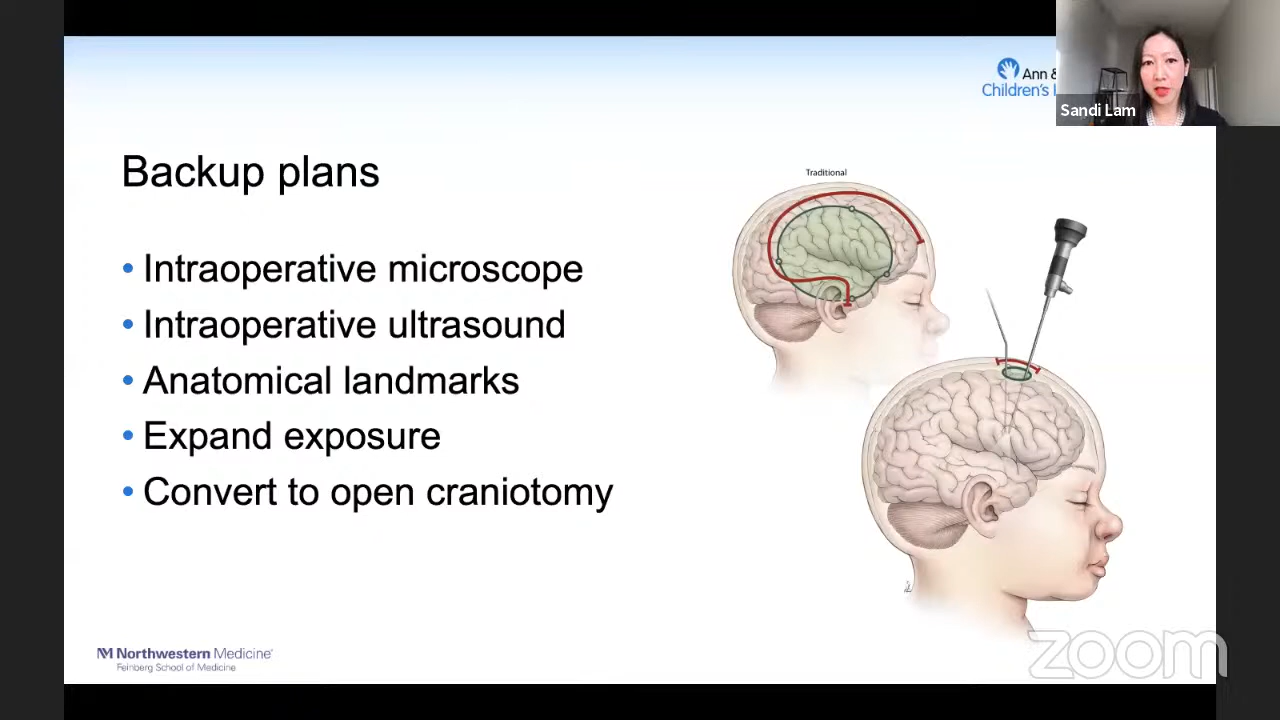 Ann &
Children's
Sandi Lam
Backup plans
Traditional
• Intraoperative microscope
• Intraoperative ultrasound
• Anatomical landmarks
• Expand exposure
• Convert to open craniotomy
Northwestern Medicine®
Feinberg School of Medicine
zoom